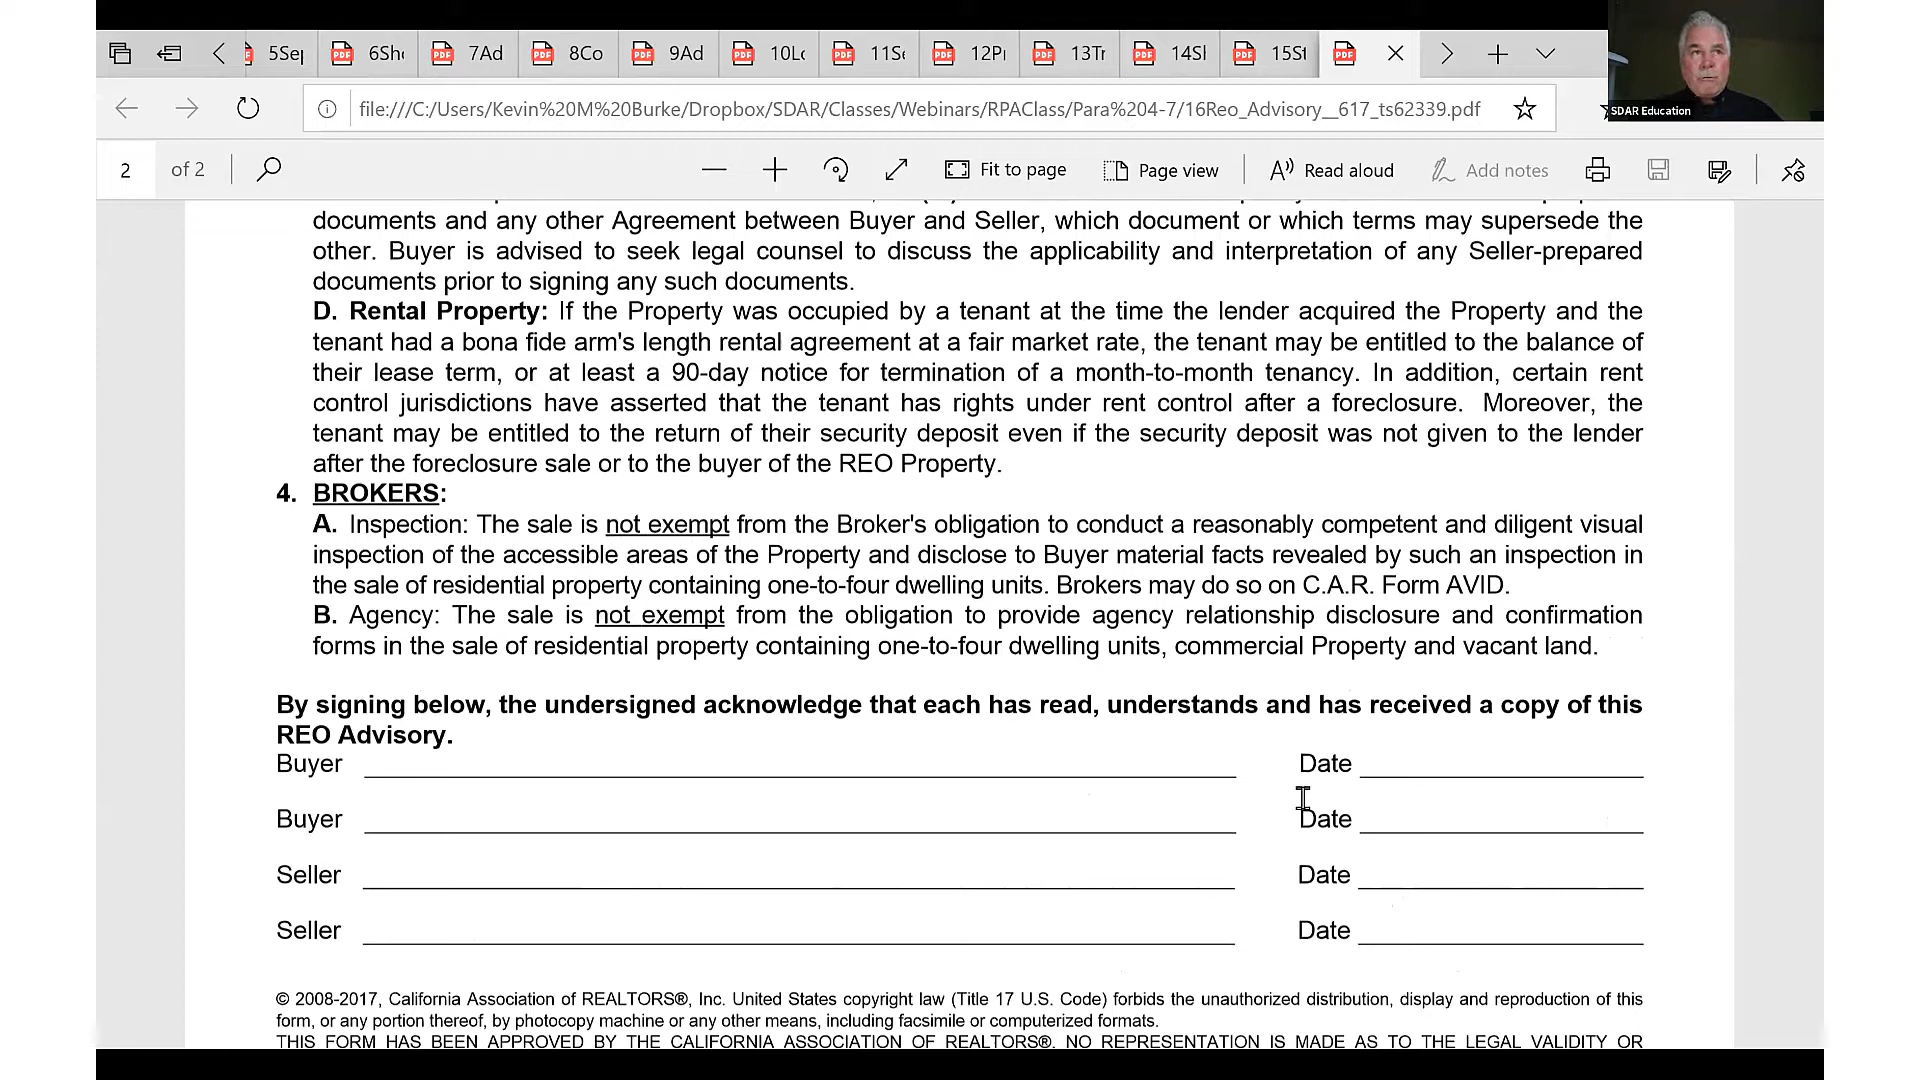 5Sep
6Sho
7Ad
8Co
9Ad
10Lo
11Se
12Pr
13Tr
14Sl
15St
SDAR Education
file:///C:/Users/Kevin%20M%20Burke/Dropbox/SDAR/Classes/Webinars/RPAClass/Para%204-7/16Reo_Advisory__617_ts62339.pdf
2 of 2
Fit to page
Page view
Read aloud
Add notes
documents and any other Agreement between Buyer and Seller, which document or which terms may supersede the
other. Buyer is advised to seek legal counsel to discuss the applicability and interpretation of any Seller-prepared
documents prior to signing any such documents.
D. Rental Property: If the Property was occupied by a tenant at the time the lender acquired the Property and the
tenant had a bona fide arm's length rental agreement at a fair market rate, the tenant may be entitled to the balance of
their lease term, or at least a 90-day notice for termination of a month-to-month tenancy. In addition, certain rent
control jurisdictions have asserted that the tenant has rights under rent control after a foreclosure. Moreover, the
tenant may be entitled to the return of their security deposit even if the security deposit was not given to the lender
after the foreclosure sale or to the buyer of the REO Property.
4. BROKERS:
A. Inspection: The sale is not exempt from the Broker's obligation to conduct a reasonably competent and diligent visual
inspection of the accessible areas of the Property and disclose to Buyer material facts revealed by such an inspection in
the sale of residential property containing one-to-four dwelling units. Brokers may do so on C.A.R. Form AVID.
B. Agency: The sale is not exempt from the obligation to provide agency relationship disclosure and confirmation
forms in the sale of residential property containing one-to-four dwelling units, commercial Property and vacant land.
By signing below, the undersigned acknowledge that each has read, understands and has received a copy of this
REO Advisory.
Buyer Date
Buyer Date
Seller Date
Seller Date
© 2008-2017, California Association of REALTORS®, Inc. United States copyright law (Title 17 U.S. Code) forbids the unauthorized distribution, display and reproduction of this
form, or any portion thereof, by photocopy machine or any other means, including facsimile or computerized formats.
THIS FORM HAS BEEN APPROVED BY THE CALIFORNIA ASSOCIATION OF REALTORS®. NO REPRESENTATION IS MADE AS TO THE LEGAL VALIDITY OR